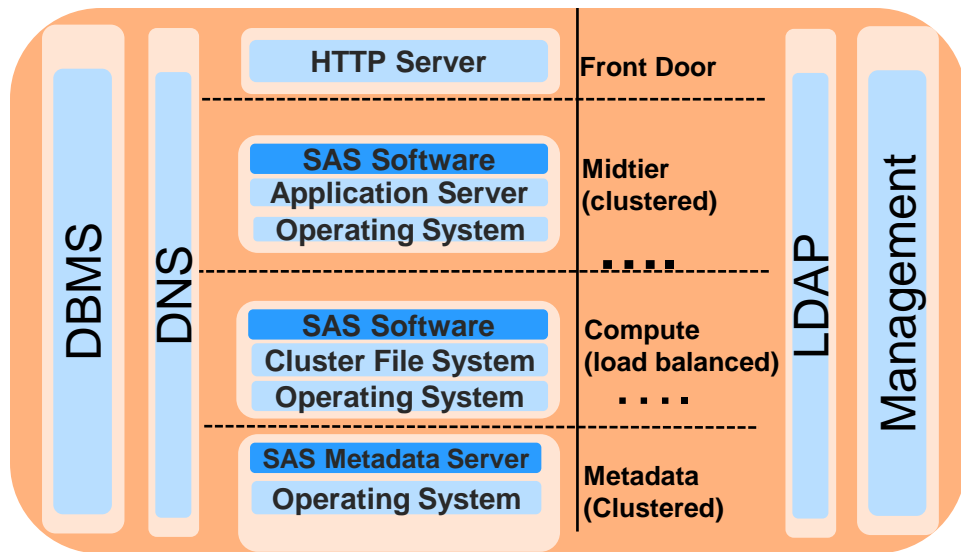 DBMS
DNS
HTTP Server
Front Door
SAS Software
Application Server
Operating System
Midtier
(clustered)
....
SAS Software
Cluster File System
Operating System
Compute
(load balanced)
....
SAS Metadata Server
Operating System
Metadata
(Clustered)
LDAP
Management